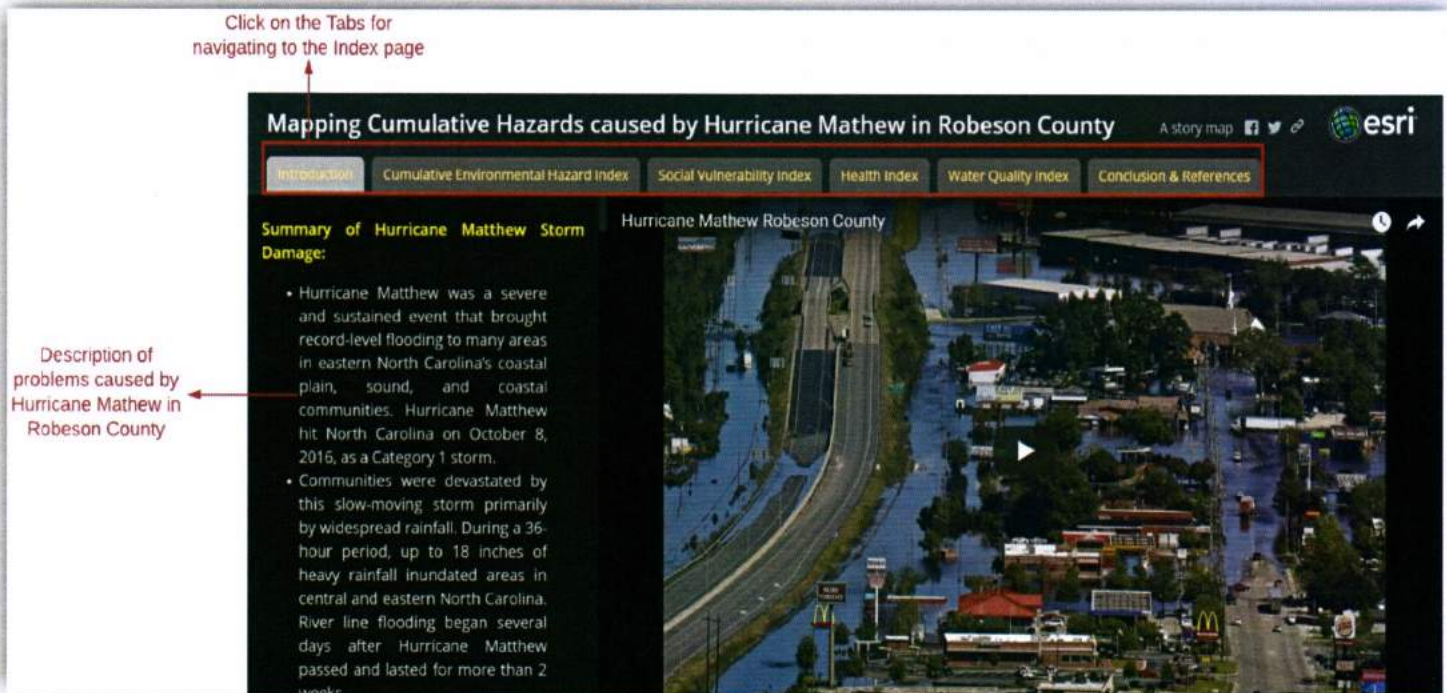 Click on the Tabs for
navigating to the Index page
Mapping Cumulative Hazards caused by Hurricane Mathew in Robeson County
A story map
esri
Introduction
Cumulative Environmental Hazard Index
Social Vulnerability Index
Health Index
Water Quality Index
Conclusion & References
Summary of Hurricane Matthew Storm
Damage:
• Hurricane Matthew was a severe
and sustained event that brought
record-level flooding to many areas
in eastern North Carolina's coastal
plain, sound, and coastal
communities. Hurricane Matthew
hit North Carolina on October 8,
2016, as a Category 1 storm.
• Communities were devastated by
this slow-moving storm primarily
by widespread rainfall. During a 36-
hour period, up to 18 inches of
heavy rainfall inundated areas in
central and eastern North Carolina.
River line flooding began several
days after Hurricane Matthew
passed and lasted for more than 2
weeks
Description of
problems caused by
Hurricane Mathew in
Robeson County
Hurricane Mathew Robeson County